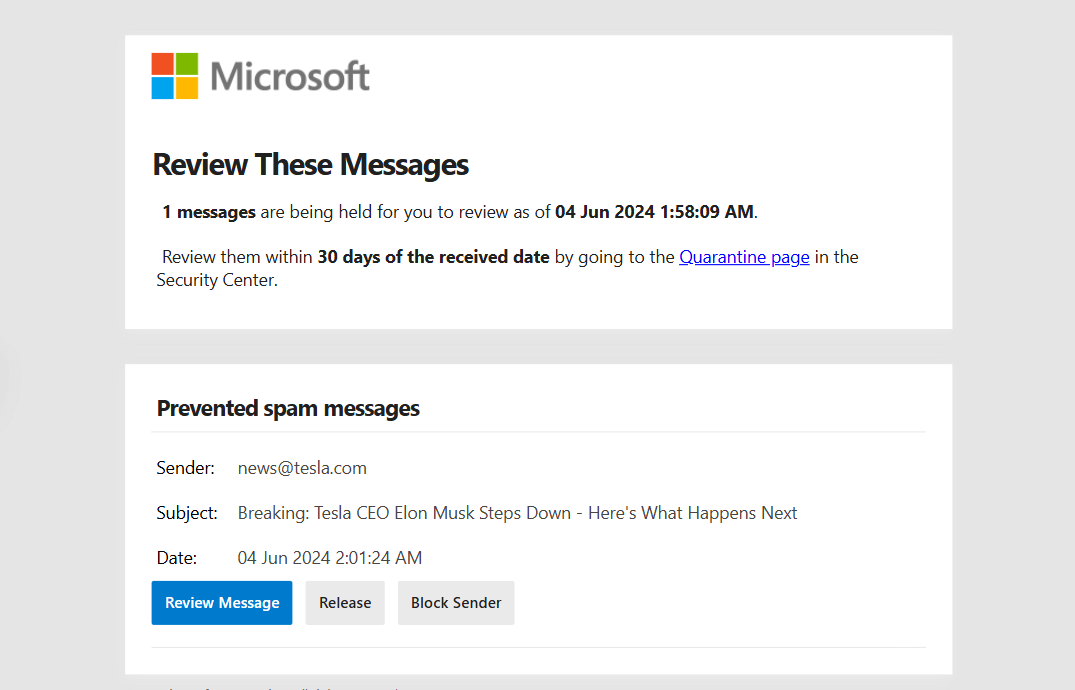 Microsoft
Review These Messages
1 messages are being held for you to review as of 04 Jun 2024 1:58:09 AM.
Review them within 30 days of the received date by going to the Quarantine page in the
Security Center.
Prevented spam messages
Sender: news@tesla.com
Subject: Breaking: Tesla CEO Elon Musk Steps Down - Here's What Happens Next
Date: 04 Jun 2024 2:01:24 AM
Review Message Release Block Sender